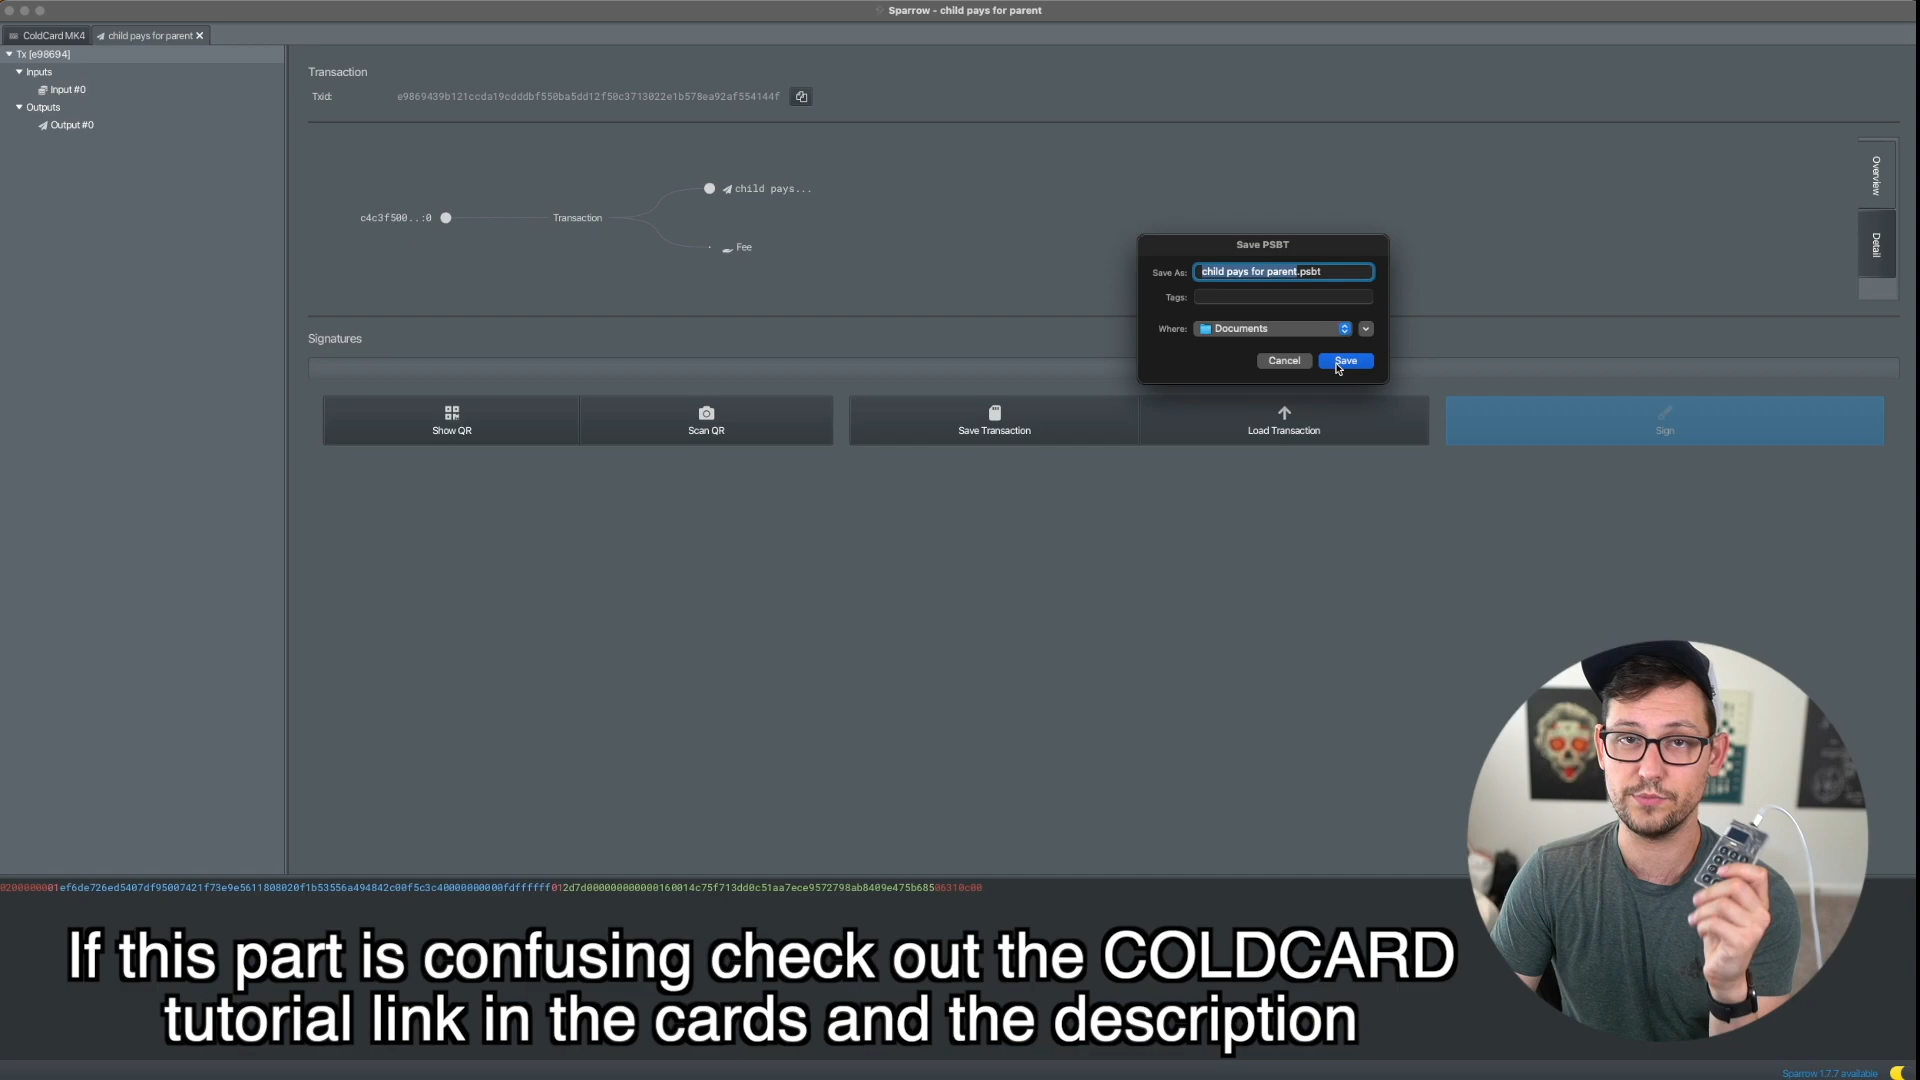 Sparrow - child pays for parent
ColdCard MK4
child pays for parent
Tx [e98694]
Inputs
Input #0
Outputs
Output #0
Transaction
Txid:
e9869439b121ccda19cdddbf550ba5dd12f50c3713022e1b578ea92af554144f
c4c3f500..:0
Transaction
child pays...
Fee
Overview
Detail
Save PSBT
Save As:
child pays for parent.psbt
Tags:
Where:
Documents
Cancel
Save
Signatures
Show QR
Scan QR
Save Transaction
Load Transaction
Sign
If this part is confusing check out the COLDCARD
tutorial link in the cards and the description
Sparrow 1.7.7 available